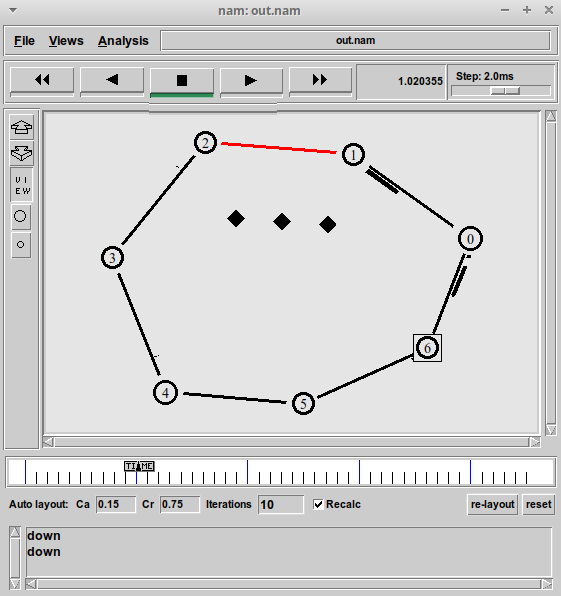 nam: out.nam
File Views Analysis out.nam
1.020355
Step: 2.0ms
2
1
V I
E W
0
3
6
4
5
TIME
Auto layout: Ca 0.15 Cr 0.75 Iterations 10 Recalc re-layout reset
down
down